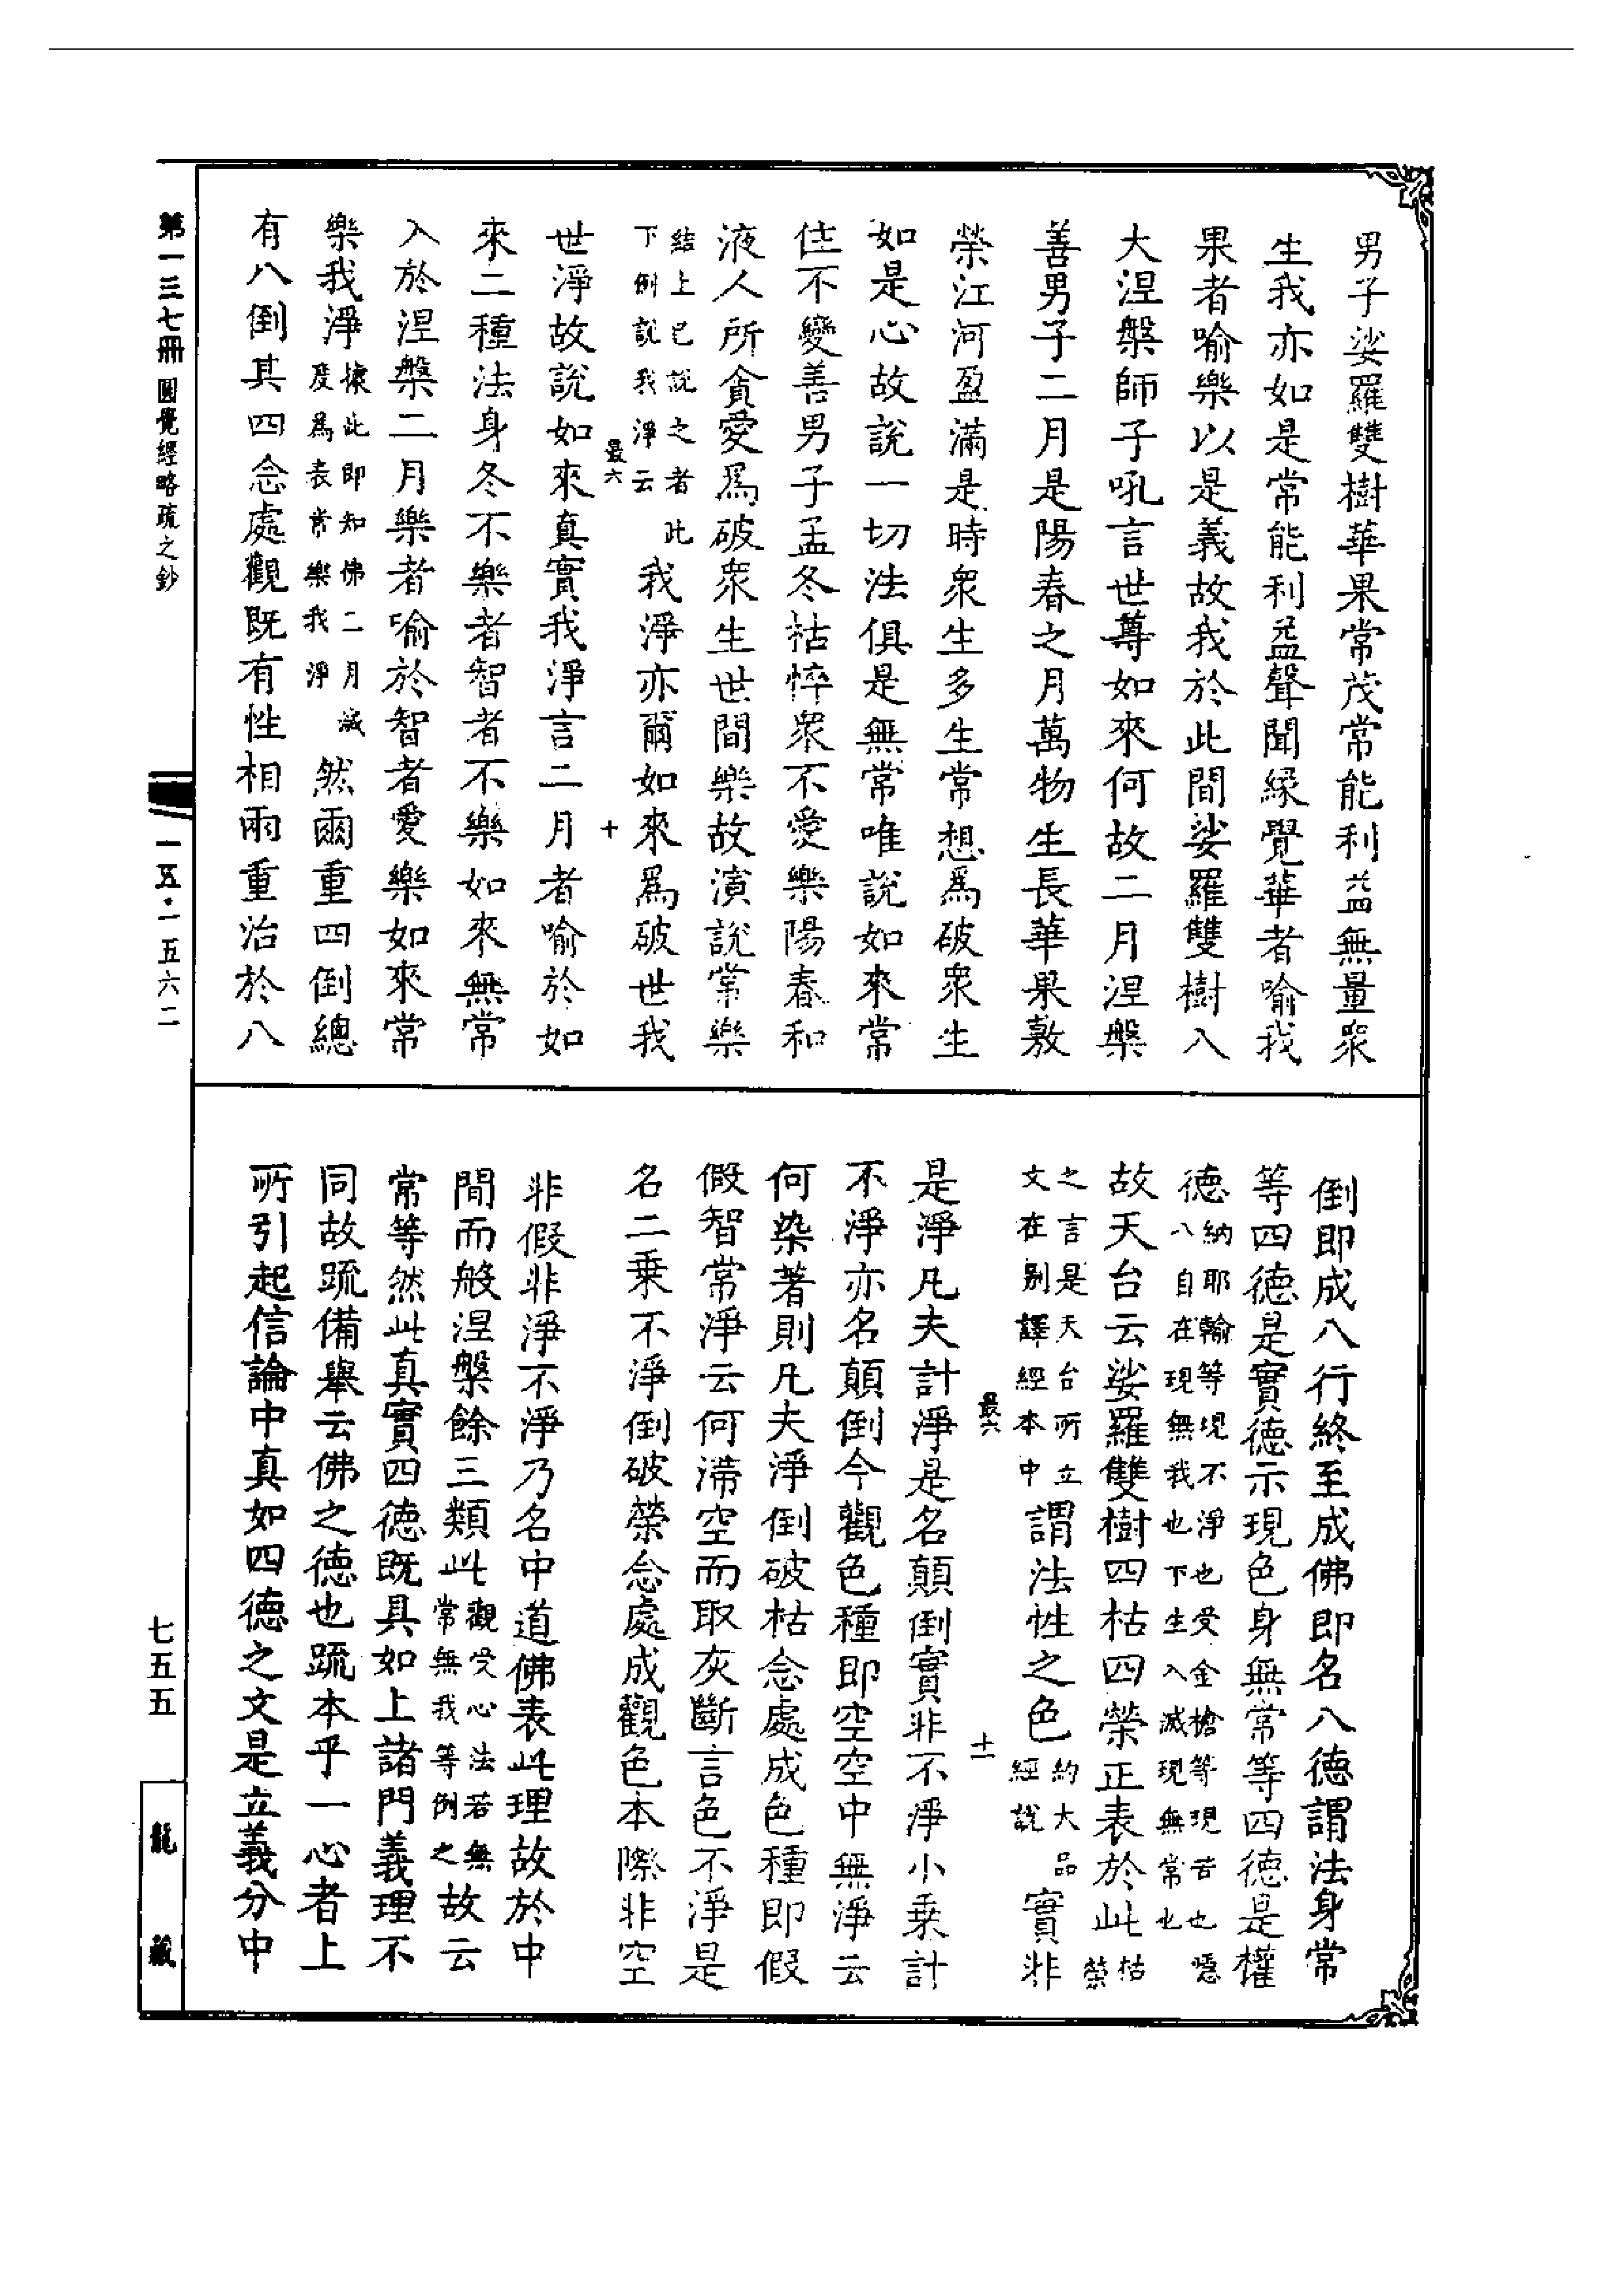 男子娑羅雙樹華果常茂常能利益無量衆
生我亦如是常能利益聲聞緣覺華者喻我
果者喻樂以是義故我於此間娑羅雙樹入
大涅槃師子吼言世尊如來何故二月涅槃
善男子二月是陽春之月萬物生長華果敷
榮江河盈滿是時衆生多生常想爲破衆生
如是心故說一切法俱是無常唯說如來常
住不變善男子孟冬枯悴衆不愛樂陽春和
液人所貪愛爲破衆生世間樂故演說常樂
結上已說之者此下例說我淨云我淨亦爾如來爲破世我
最六 十
世淨故說如來真實我淨言二月者喻於如
來二種法身冬不樂者智者不樂如來無常
入於涅槃二月樂者喻於智者愛樂如來常
樂我淨據此即知佛二月滅度爲表常樂我淨然爾重四倒總
有八倒其四念處觀既有性相兩重治於八
倒即成八行終至成佛即名八德謂法身常
等四德是實德示現色身無常等四德是權
德納耶輸等現不淨也受金槍等現苦也隱八自在現無我也下生入滅現無常也
故天台云娑羅雙樹四枯四榮正表於此枯榮
之言是天台所立文在別譯經本中謂法性之色約大品經說實非
最六 十一
是淨凡夫計淨是名顛倒實非不淨小乘計
不淨亦名顛倒今觀色種即空空中無淨云
何染著則凡夫淨倒破枯念處成色種即假
假智常淨云何滯空而取灰斷言色不淨是
名二乘不淨倒破榮念處成觀色本際非空
非假非淨不淨乃名中道佛表此理故於中
間而般涅槃餘三類此觀受心法若無常無我等例之故云
常等然此真實四德既具如上諸門義理不
同故疏備舉云佛之德也疏本乎一心者上
所引起信論中真如四德之文是立義分中
第一三七冊 圓覺經略疏之鈔
一五·一五六二
七五五
龍藏